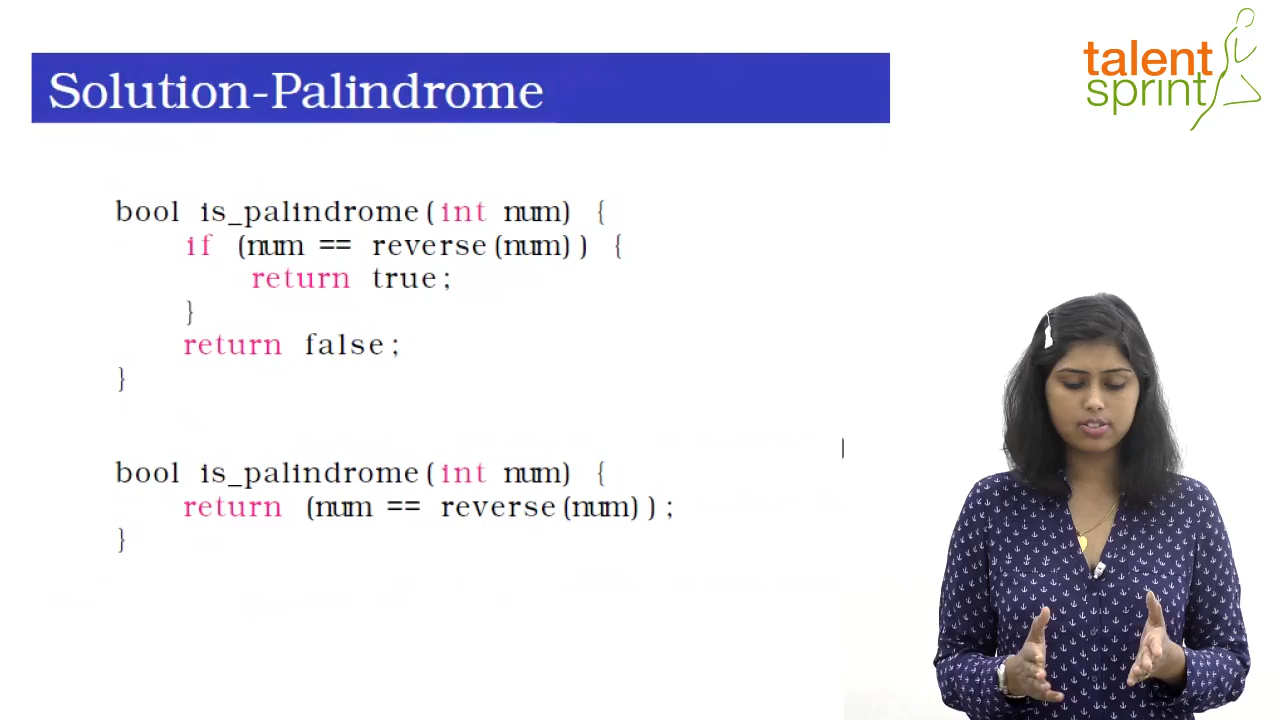 Solution-Palindrome
talent
sprint
bool is_palindrome(int num) {
if (num == reverse(num)) {
return true;
}
return false;
}
bool is_palindrome(int num) {
return (num == reverse(num));
}